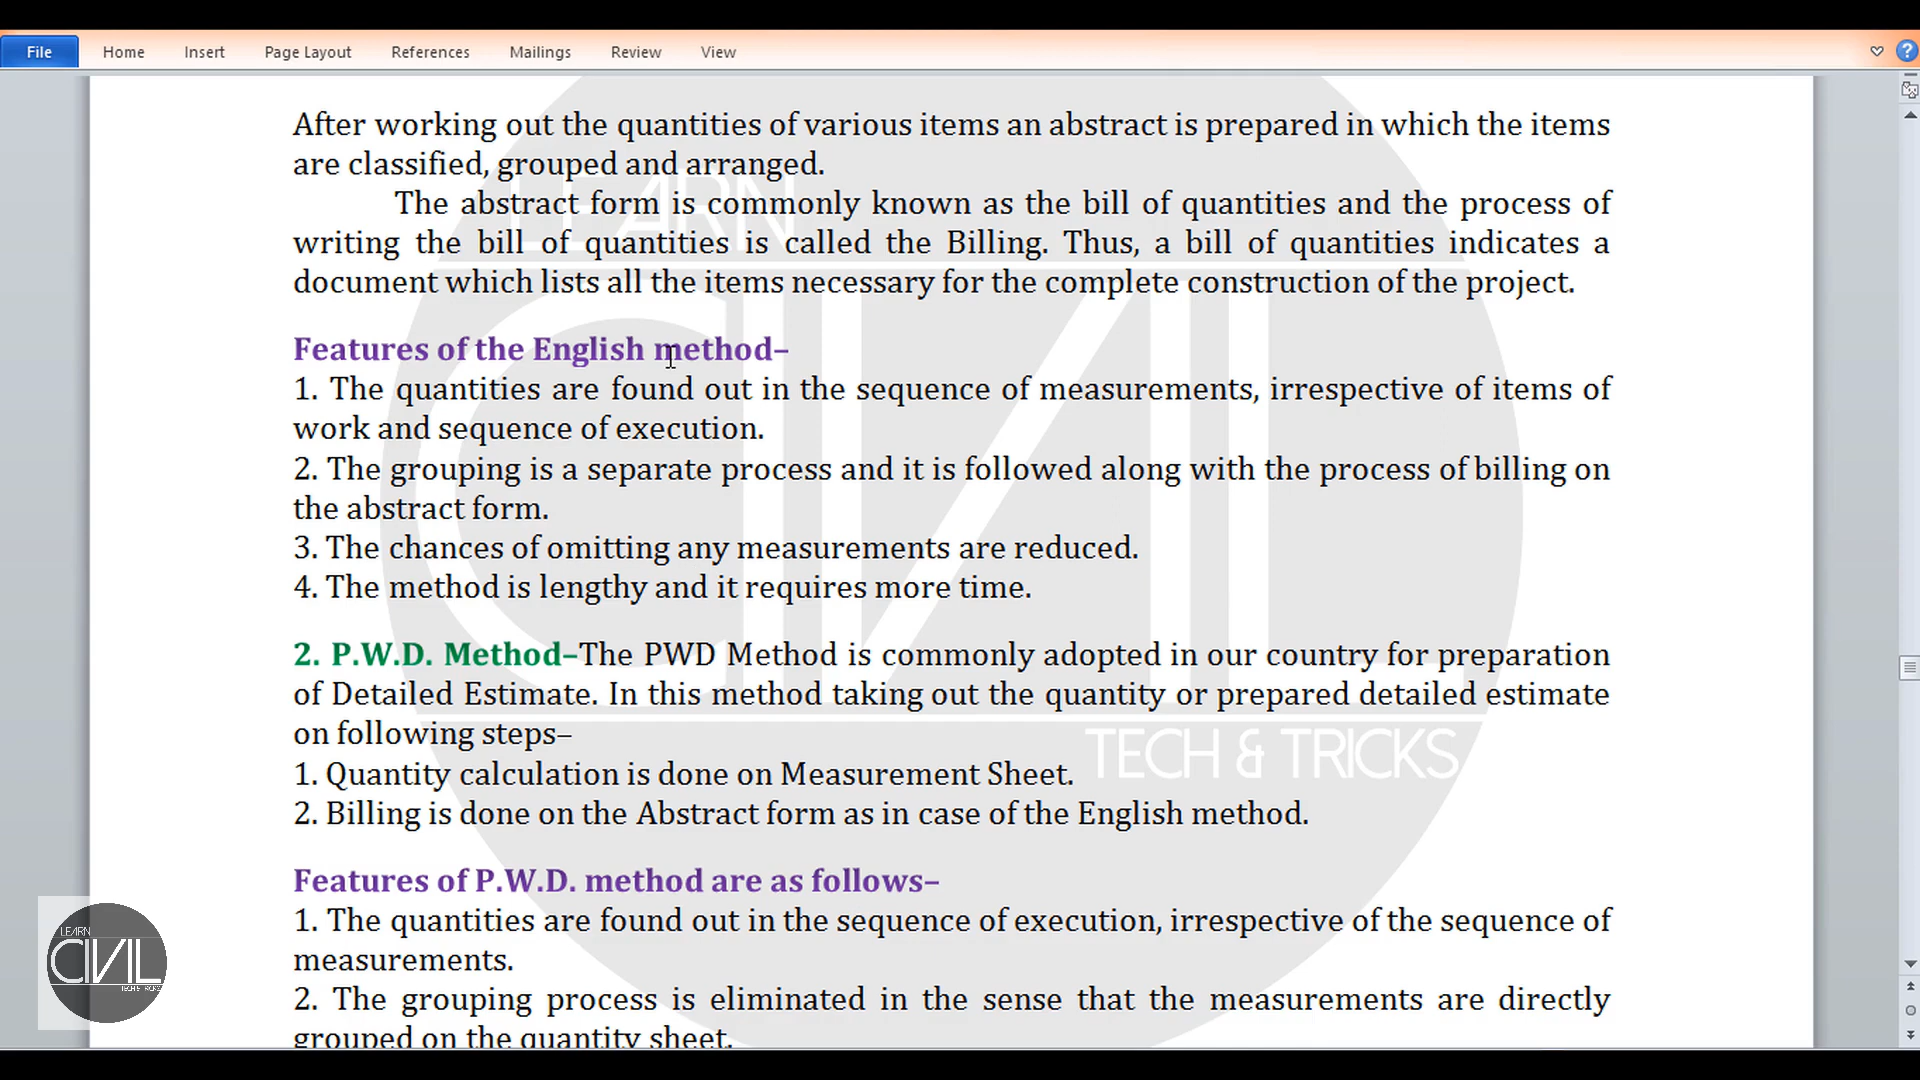 File Home Insert Page Layout References Mailings Review View
After working out the quantities of various items an abstract is prepared in which the items
are classified, grouped and arranged.
The abstract form is commonly known as the bill of quantities and the process of
writing the bill of quantities is called the Billing. Thus, a bill of quantities indicates a
document which lists all the items necessary for the complete construction of the project.
Features of the English method–
1. The quantities are found out in the sequence of measurements, irrespective of items of
work and sequence of execution.
2. The grouping is a separate process and it is followed along with the process of billing on
the abstract form.
3. The chances of omitting any measurements are reduced.
4. The method is lengthy and it requires more time.
2. P.W.D. Method–The PWD Method is commonly adopted in our country for preparation
of Detailed Estimate. In this method taking out the quantity or prepared detailed estimate
on following steps–
1. Quantity calculation is done on Measurement Sheet.
2. Billing is done on the Abstract form as in case of the English method.
Features of P.W.D. method are as follows–
1. The quantities are found out in the sequence of execution, irrespective of the sequence of
measurements.
2. The grouping process is eliminated in the sense that the measurements are directly
grouped on the quantity sheet.
LEARN
CIVIL
TECH & TRICKS
LEARN
CIVIL
TECH & TRICKS